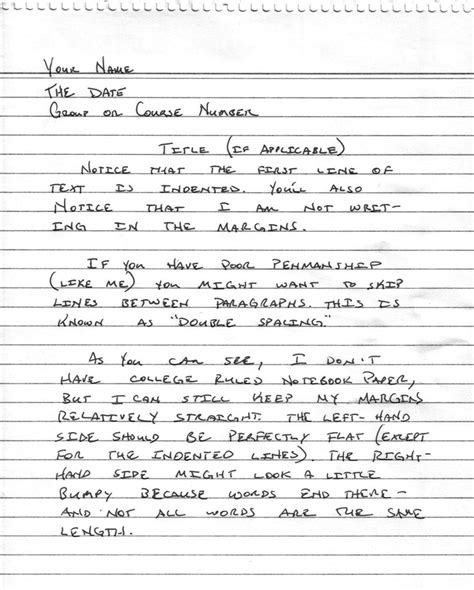 Your Name
The Date
Group or Course Number
Title (if applicable)
Notice that the first line of
text is indented. You'll also
notice that I am not writ-
ing in the margins.
If you have poor penmanship
(like me) you might want to skip
lines between paragraphs. This is
known as "double spacing."
As you can see, I don't
have college ruled notebook paper,
but I can still keep my margins
relatively straight. The left-hand
side should be perfectly flat (except
for the indented lines). The right-
hand side might look a little
bumpy because words end there –
and not all words are the same
length.